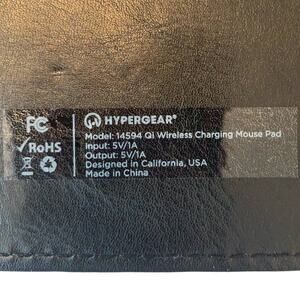 FC
HYPERGEAR®
Model: 14594 Qi Wireless Charging Mouse Pad
✓RoHS
Input: 5V/1A
Output: 5V/1A
Designed in California, USA
Made in China